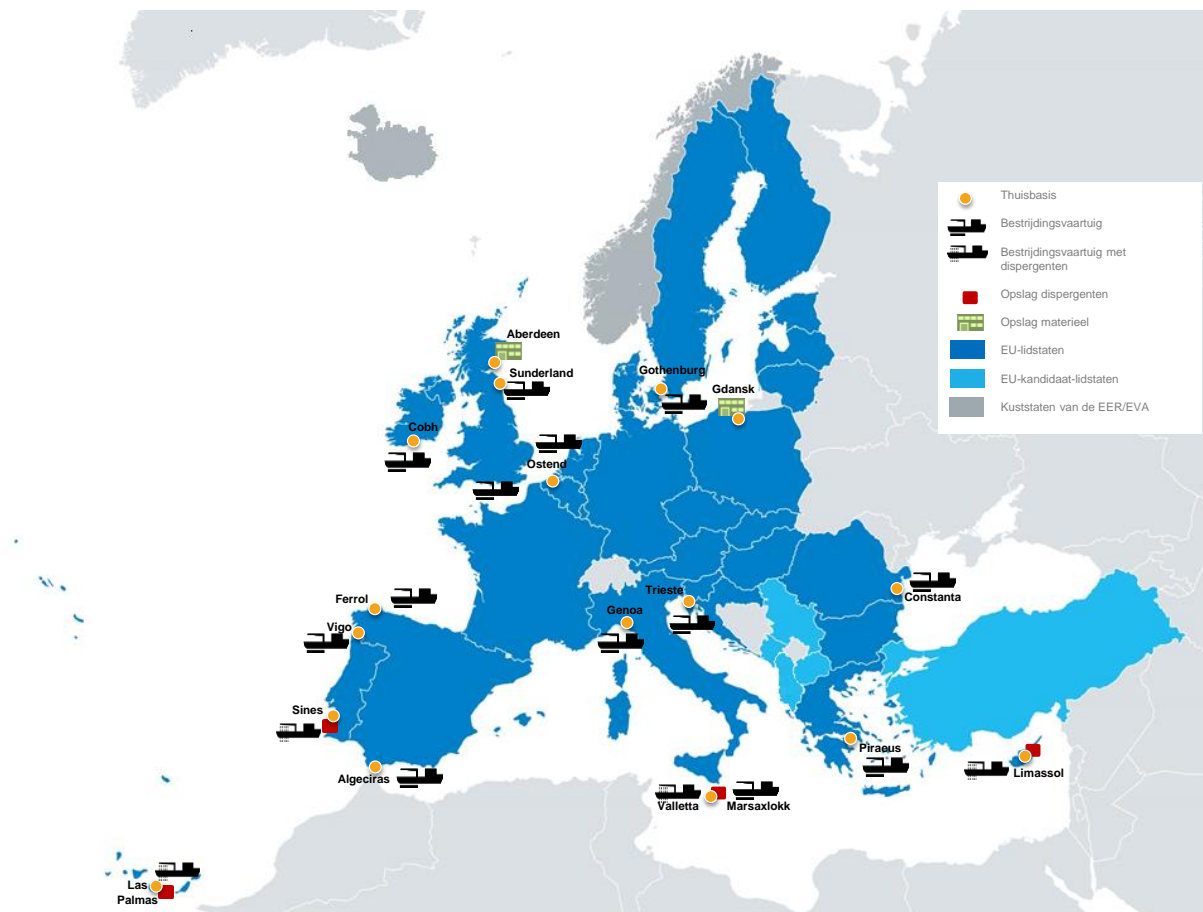 Thuisbasis
Bestrijdingsvaartuig
Bestrijdingsvaartuig met
dispergenten
Opslag dispergenten
Opslag materieel
EU-lidstaten
EU-kandidaat-lidstaten
Kuststaten van de EER/EVA
Aberdeen
Sunderland
Gothenburg
Gdansk
Cobh
Ostend
Ferrol
Vigo
Trieste
Genoa
Constanta
Sines
Algeciras
Piraeus
Limassol
Valletta
Marsaxlokk
Las
Palmas